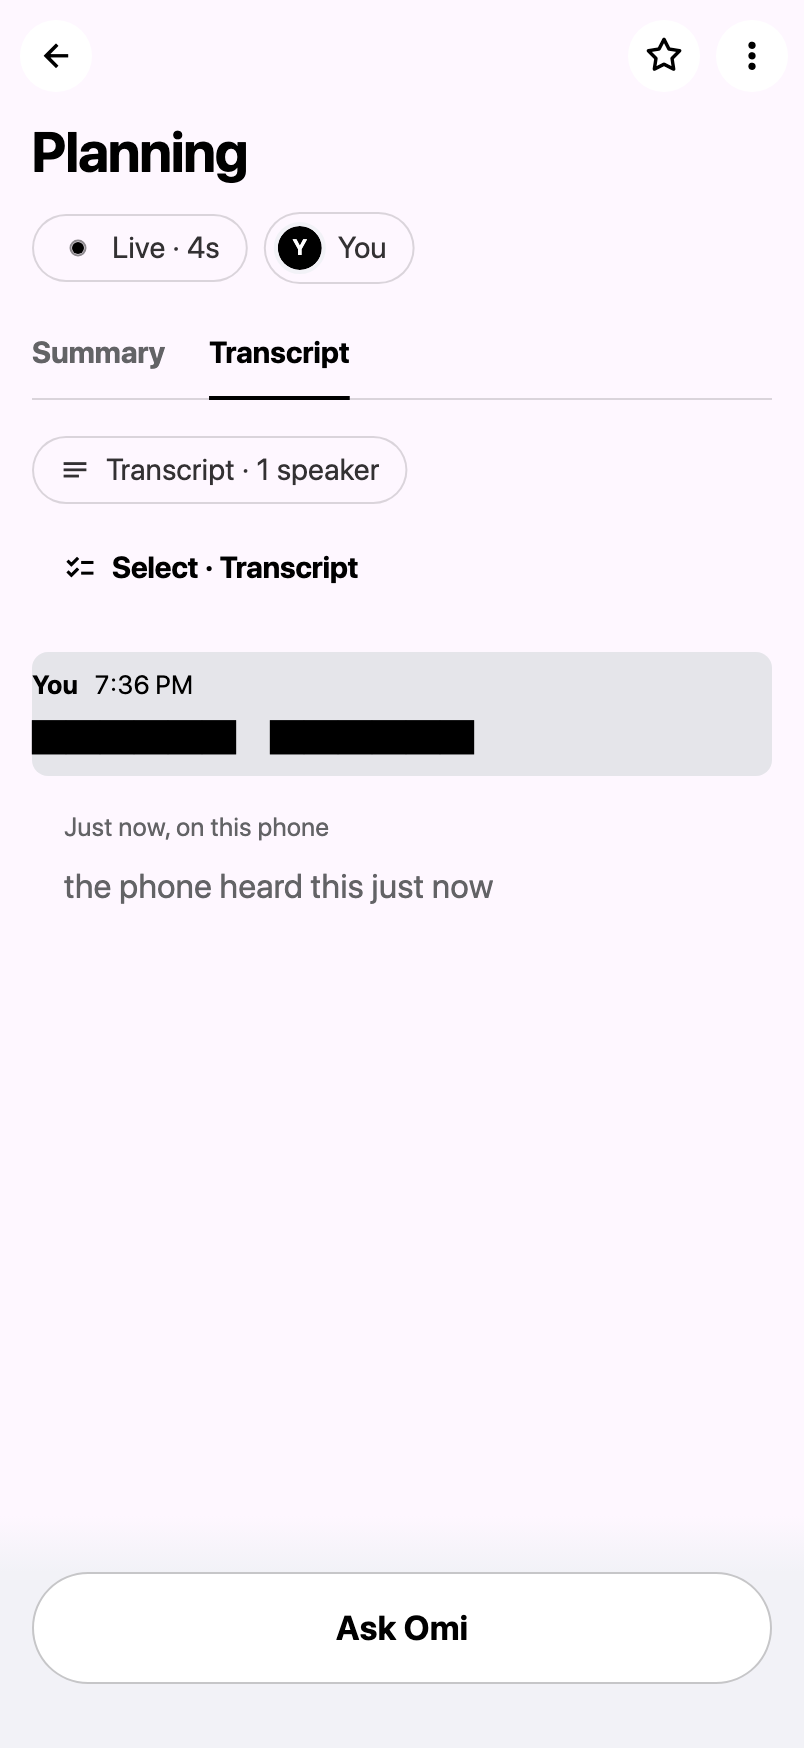 Planning
Live · 4s
Y You
Summary Transcript
Transcript · 1 speaker
Select · Transcript
You 7:36 PM
Just now, on this phone
the phone heard this just now
Ask Omi